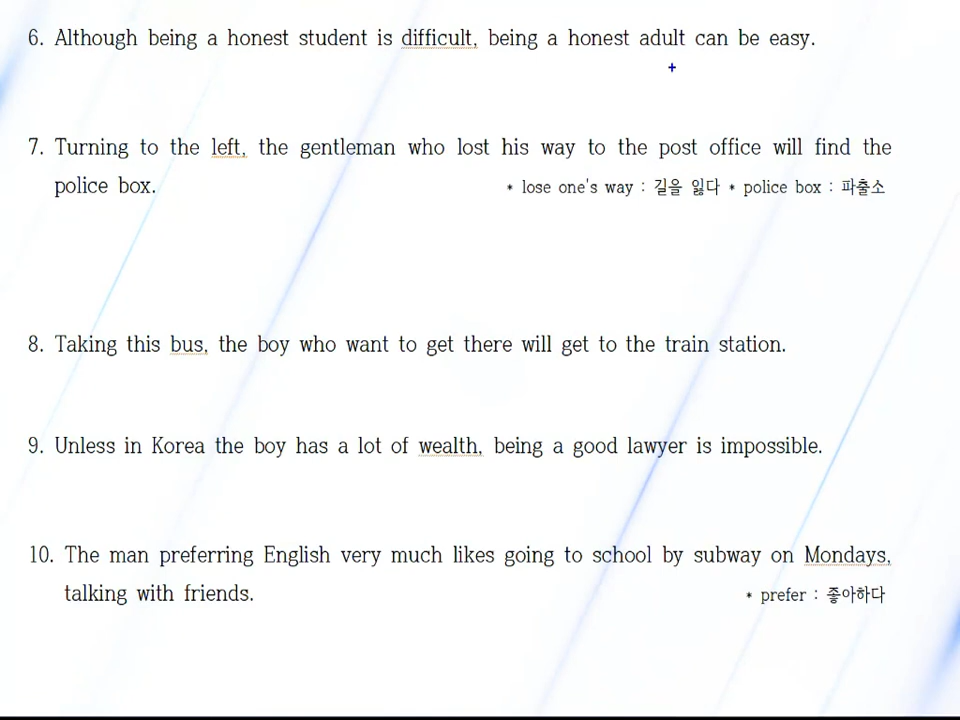 6. Although being a honest student is difficult, being a honest adult can be easy.
7. Turning to the left, the gentleman who lost his way to the post office will find the
police box.
* lose one's way : 길을 잃다 * police box : 파출소
8. Taking this bus, the boy who want to get there will get to the train station.
9. Unless in Korea the boy has a lot of wealth, being a good lawyer is impossible.
10. The man preferring English very much likes going to school by subway on Mondays,
talking with friends.
* prefer : 좋아하다